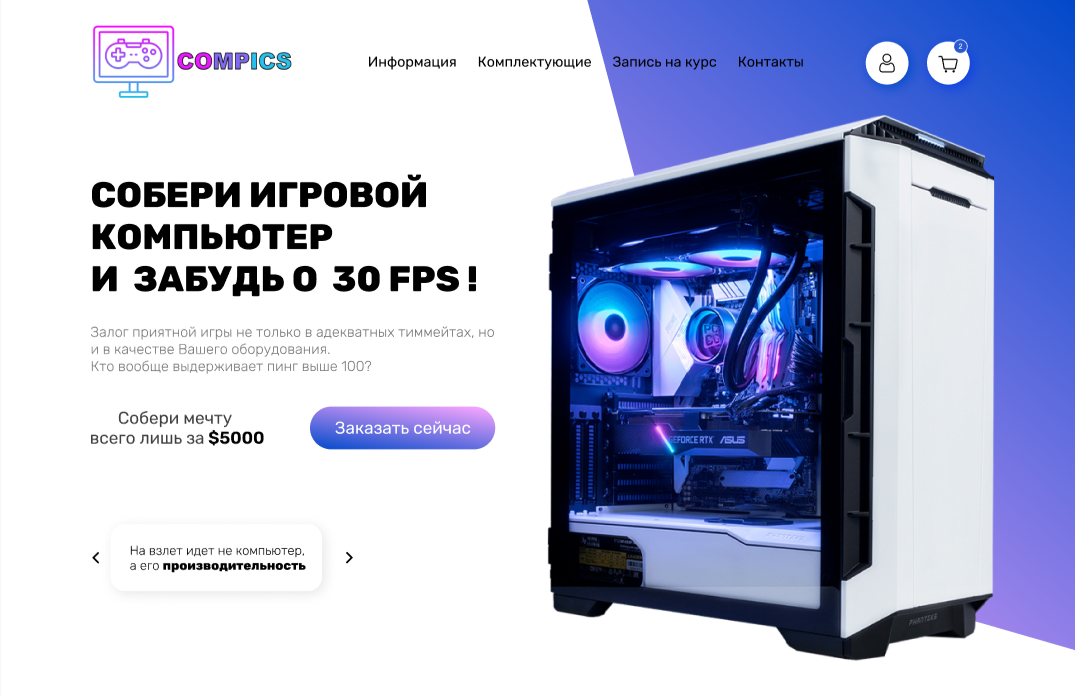 COMPICS
Информация Комплектующие Запись на курс Контакты
2
СОБЕРИ ИГРОВОЙ
КОМПЬЮТЕР
И ЗАБУДЬ О 30 FPS !
Залог приятной игры не только в адекватных тиммейтах, но
и в качестве Вашего оборудования.
Кто вообще выдерживает пинг выше 100?
Собери мечту
всего лишь за $5000
Заказать сейчас
На взлет идет не компьютер,
а его производительность
GEFORCE RTX ASUS
PHANTEKS